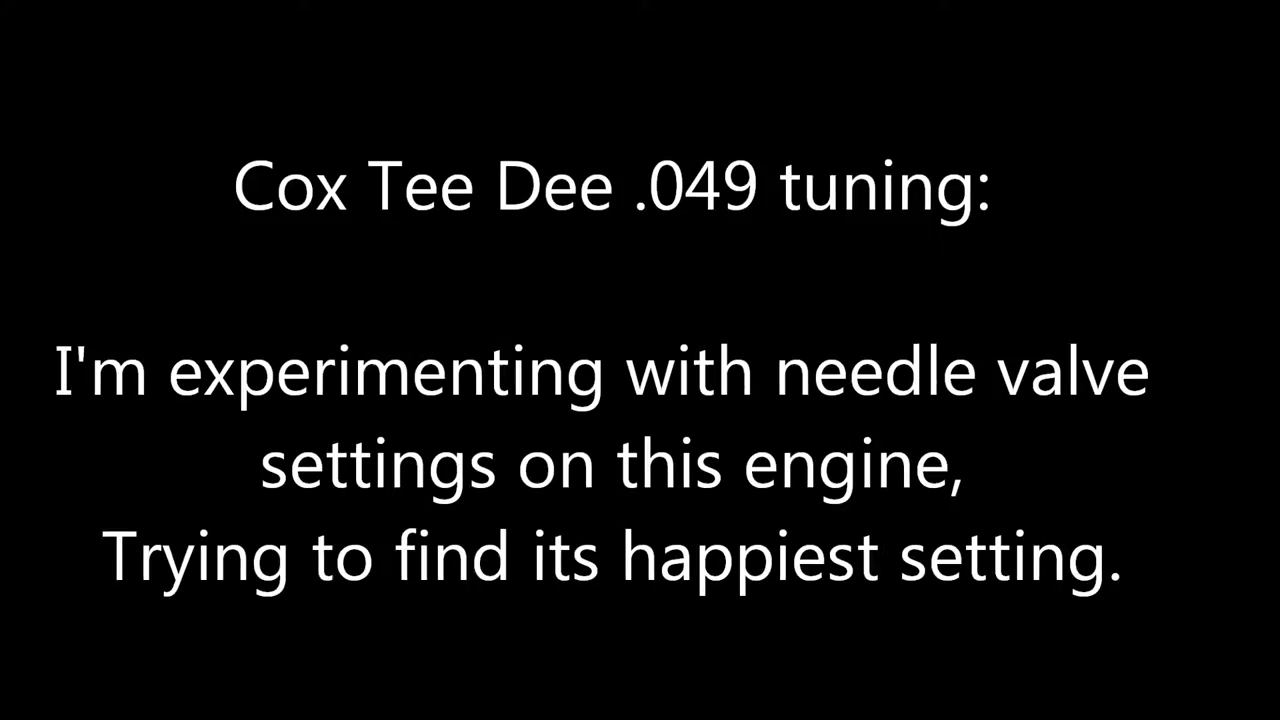 Cox Tee Dee .049 tuning:
I'm experimenting with needle valve
settings on this engine,
Trying to find its happiest setting.